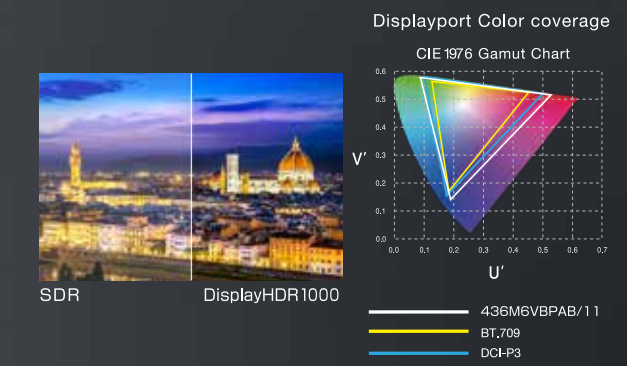 Displayport Color coverage
CIE 1976 Gamut Chart
0.6
0.5
0.4
V′
0.3
0.2
0.1
0.0
0.0 0.1 0.2 0.3 0.4 0.5 0.6 0.7
U′
SDR DisplayHDR1000
436M6VBPAB/11
BT.709
DCI-P3